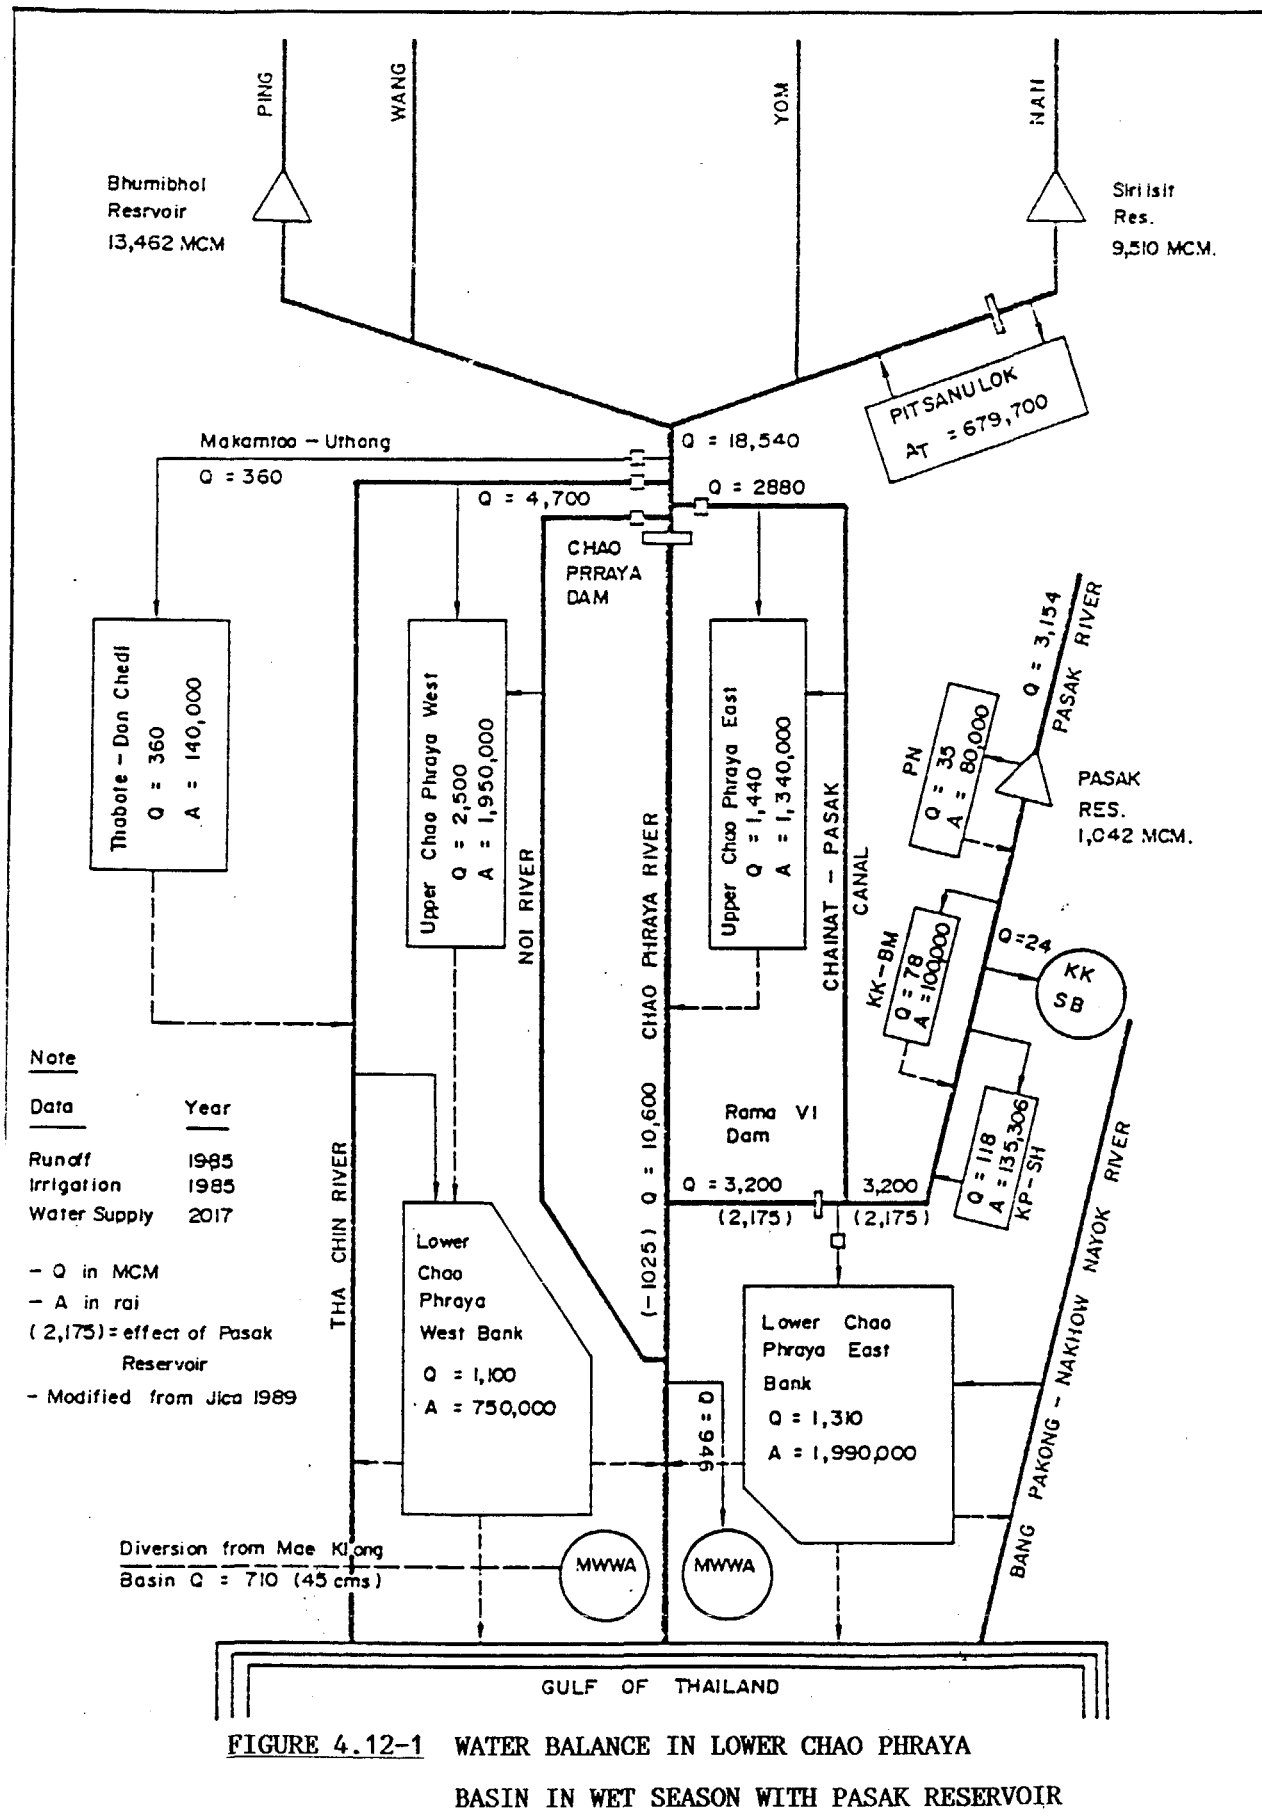 PING
WANG
YOM
NAN
Bhumibhol
Resrvoir
13,462 MCM
Sirilsit
Res.
9,510 MCM.
PITSANULOK
AT = 679,700
Makamtao - Uthong
Q = 360
Q = 18,540
Q = 4,700
Q = 2880
CHAO
PRRAYA
DAM
Thabote - Dan Chedi
Q = 360
A = 140,000
Upper Chao Phraya West
Q = 2,500
A = 1,950,000
NOI RIVER
CHAO PHRAYA RIVER
Q = 10,600
(-1025)
Upper Chao Phraya East
Q = 1,440
A = 1,340,000
CHAINAT - PASAK
CANAL
Q = 3,154
PASAK RIVER
PN
Q = 35
A = 80,000
PASAK
RES.
1,042 MCM.
KK-BM
Q = 78
A = 100,000
Q=24
KK
SB
Q = 118
A = 135,306
KP-SH
Rama VI
Dam
Q = 3,200
(2,175)
3,200
(2,175)
Note
Data Year
Runoff 1985
Irrigation 1985
Water Supply 2017
- Q in MCM
- A in rai
(2,175)= effect of Pasak
Reservoir
- Modified from Jica 1989
THA CHIN RIVER
Lower
Chao
Phraya
West Bank
Q = 1,100
A = 750,000
Lower Chao
Phraya East
Bank
Q = 1,310
A = 1,990,000
Q = 946
BANG PAKONG - NAKHOW NAYOK RIVER
Diversion from Mae Klong
Basin Q = 710 (45 cms)
MWWA
MWWA
GULF OF THAILAND
FIGURE 4.12-1 WATER BALANCE IN LOWER CHAO PHRAYA
BASIN IN WET SEASON WITH PASAK RESERVOIR